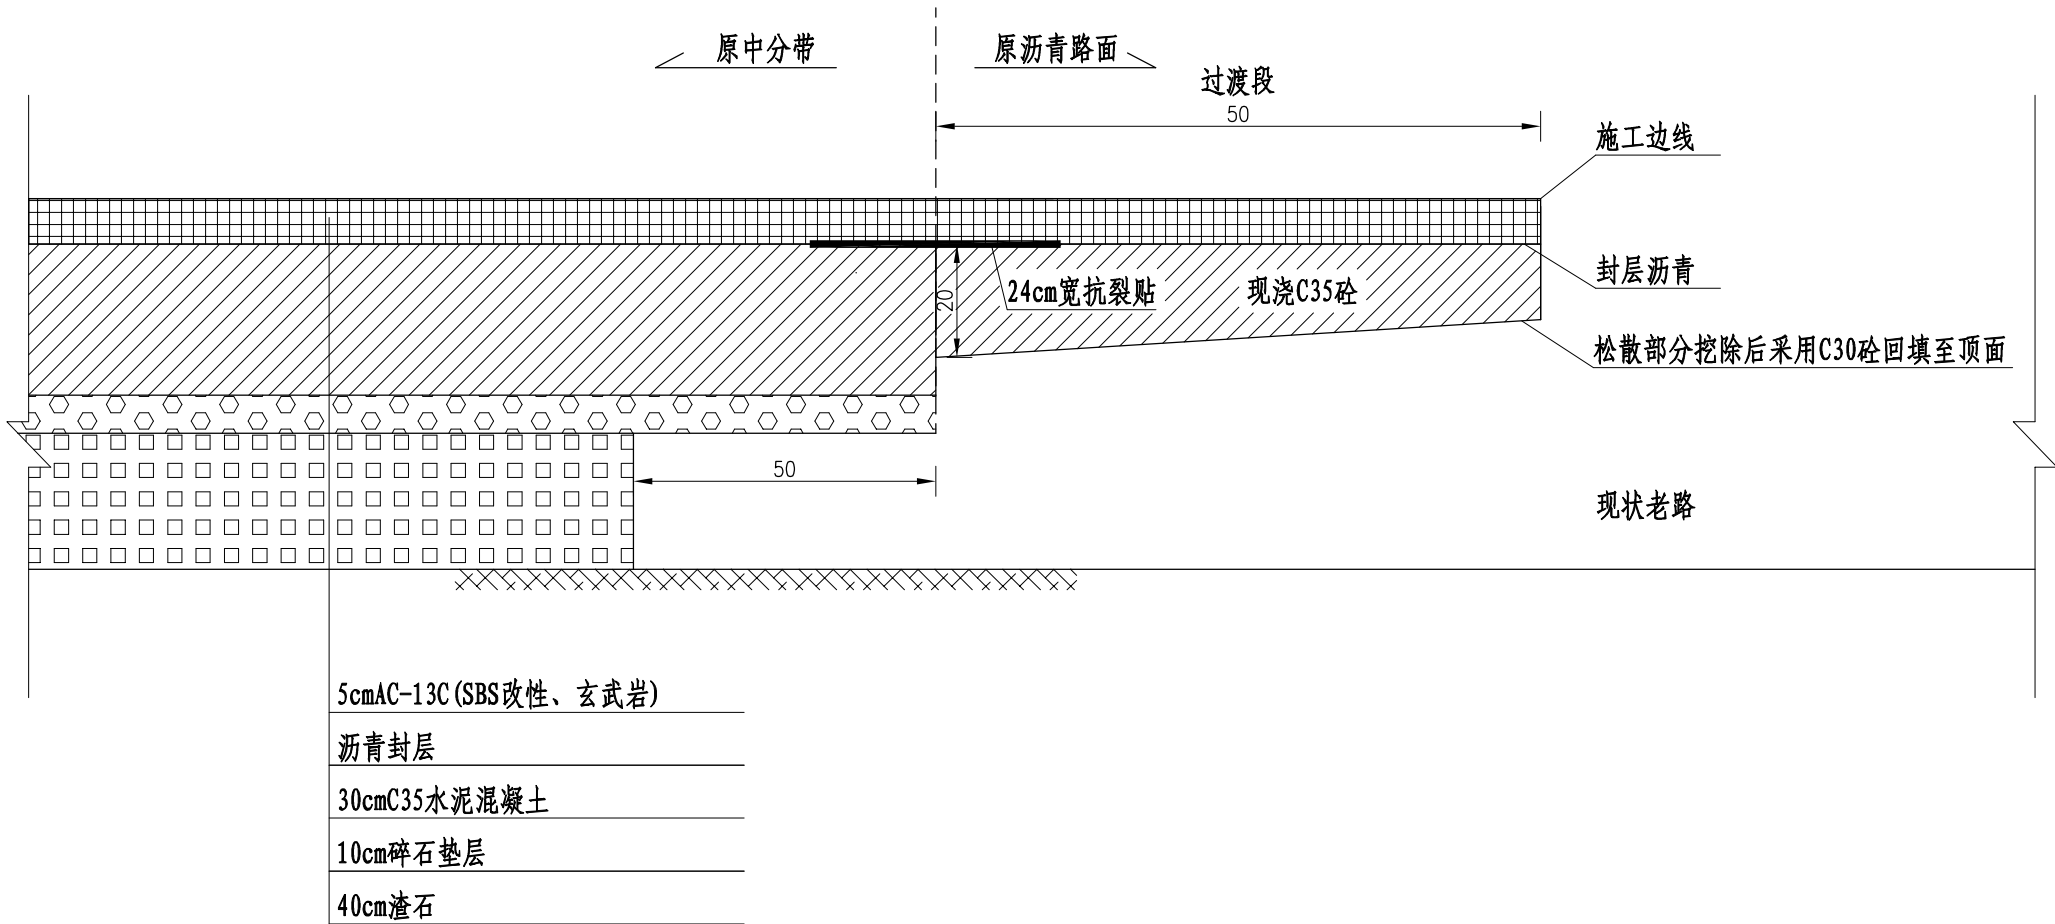 原中分带
原沥青路面
过渡段
50
施工边线
封层沥青
24cm宽抗裂贴
现浇C35砼
20
松散部分挖除后采用C30砼回填至顶面
50
现状老路
5cmAC-13C(SBS改性、玄武岩)
沥青封层
30cmC35水泥混凝土
10cm碎石垫层
40cm渣石